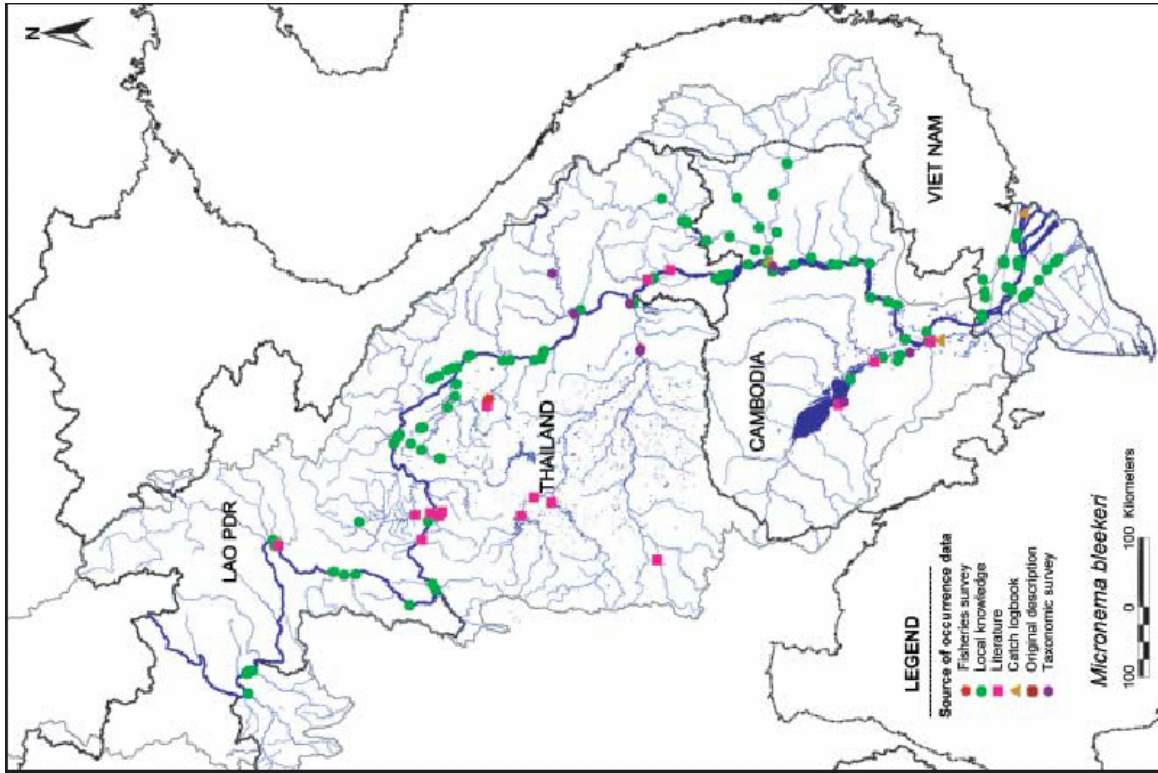 N
LAO PDR
THAILAND
CAMBODIA
VIET NAM
LEGEND
Source of occurrence data
Fisheries survey
Local knowledge
Literature
Catch logbook
Original description
Taxonomic survey
Micronema bleekeri
100 0 100 Kilometers